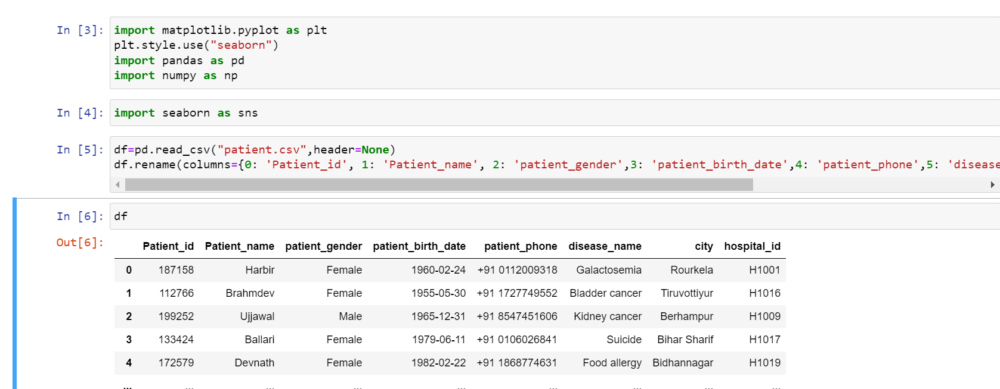 In [3]: import matplotlib.pyplot as plt
plt.style.use("seaborn")
import pandas as pd
import numpy as np
In [4]: import seaborn as sns
In [5]: df=pd.read_csv("patient.csv",header=None)
df.rename(columns={0: 'Patient_id', 1: 'Patient_name', 2: 'patient_gender',3: 'patient_birth_date',4: 'patient_phone',5: 'disease
In [6]: df
Out[6]:
Patient_id Patient_name patient_gender patient_birth_date patient_phone disease_name city hospital_id
0 187158 Harbir Female 1960-02-24 +91 0112009318 Galactosemia Rourkela H1001
1 112766 Brahmdev Female 1955-05-30 +91 1727749552 Bladder cancer Tiruvottiyur H1016
2 199252 Ujjawal Male 1965-12-31 +91 8547451606 Kidney cancer Berhampur H1009
3 133424 Ballari Female 1979-06-11 +91 0106026841 Suicide Bihar Sharif H1017
4 172579 Devnath Female 1982-02-22 +91 1868774631 Food allergy Bidhannagar H1019
... ... ... ... ... ... ... ... ...